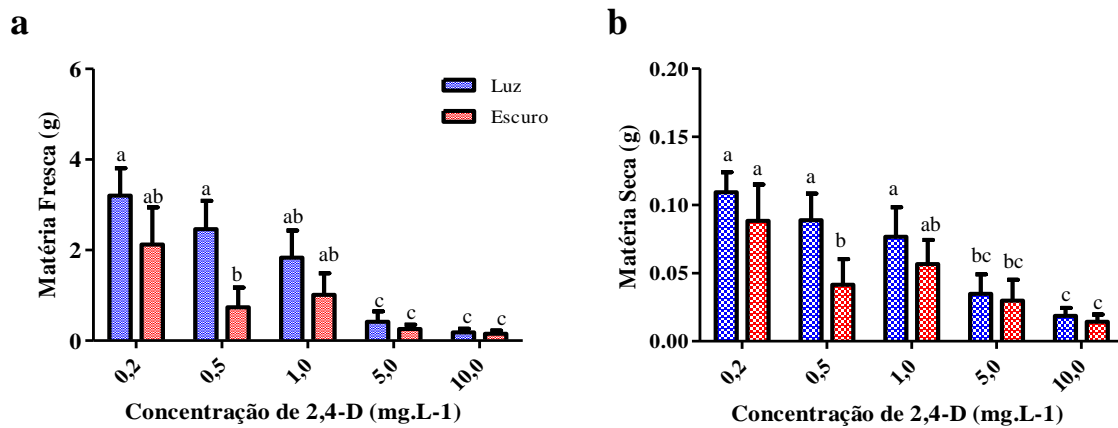 a
Matéria Fresca (g)
6
4
2
0
Luz
Escuro
a
ab
a
b
ab
ab
c
c
c
c
0,2
0,5
1,0
5,0
10,0
Concentração de 2,4-D (mg.L-1)
b
Matéria Seca (g)
0.20
0.15
0.10
0.05
0.00
a
a
a
b
a
ab
bc
bc
c
c
0,2
0,5
1,0
5,0
10,0
Concentração de 2,4-D (mg.L-1)